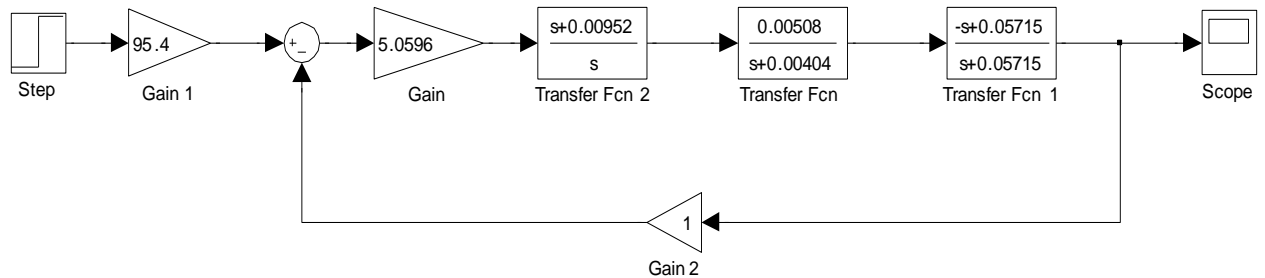 Step
95.4
Gain 1
+
−
5.0596
Gain
s+0.00952
s
Transfer Fcn 2
0.00508
s+0.00404
Transfer Fcn
-s+0.05715
s+0.05715
Transfer Fcn 1
Scope
1
Gain 2